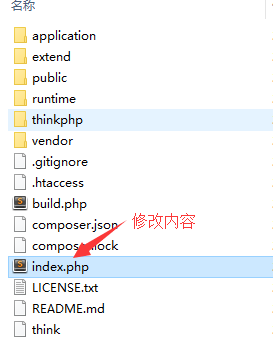 名称
application
extend
public
runtime
thinkphp
vendor
.gitignore
.htaccess
build.php
composer.json
修改内容
composer.lock
index.php
LICENSE.txt
README.md
think